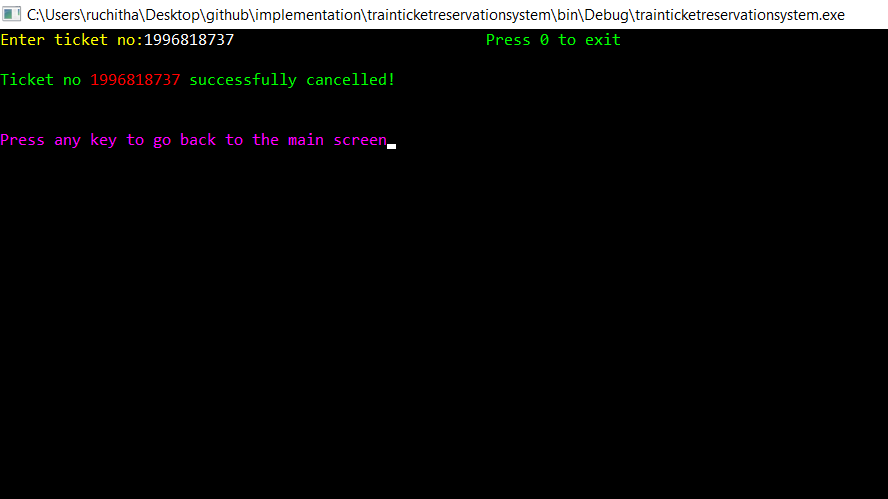 C:\Users\ruchitha\Desktop\github\implementation\trainticketreservationsystem\bin\Debug\trainticketreservationsystem.exe
Enter ticket no:1996818737 Press 0 to exit
Ticket no 1996818737 successfully cancelled!
Press any key to go back to the main screen